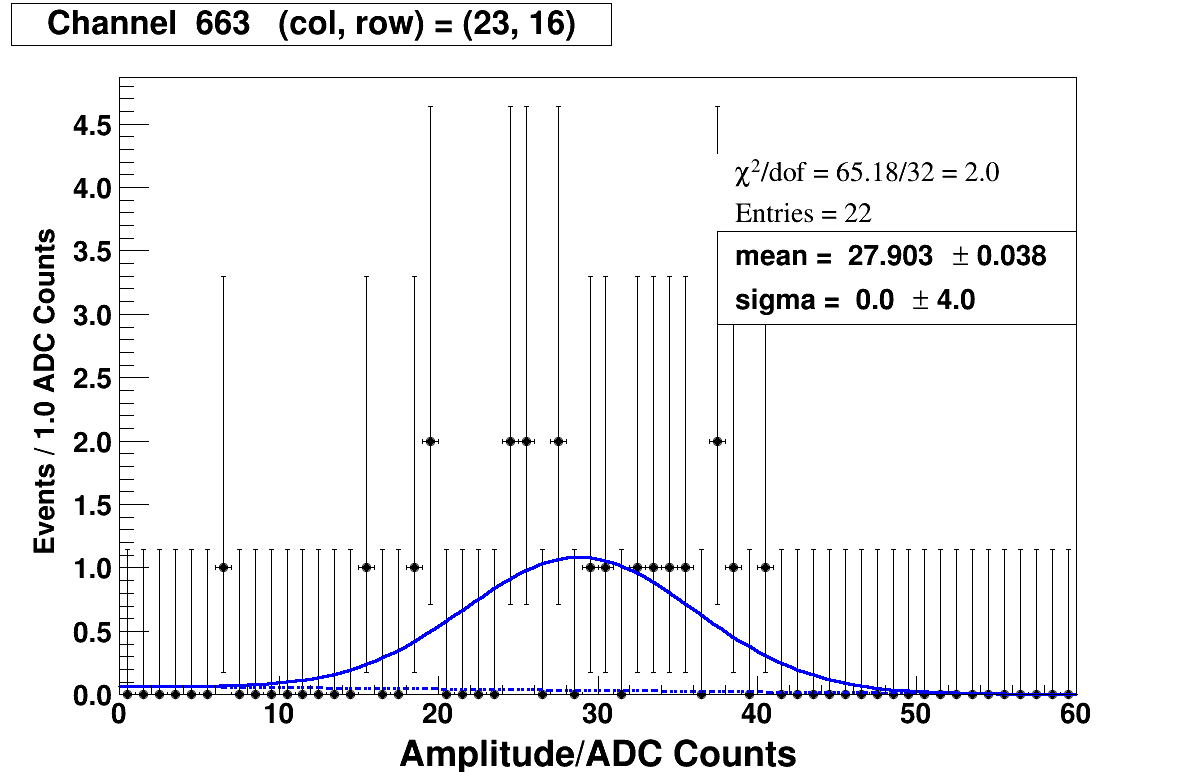 Channel 663 (col, row) = (23, 16)
χ²/dof = 65.18/32 = 2.0
Entries = 22
mean = 27.903 ± 0.038
sigma = 0.0 ± 4.0
Events / 1.0 ADC Counts
4.5
4.0
3.5
3.0
2.5
2.0
1.5
1.0
0.5
0.0
0 10 20 30 40 50 60
Amplitude/ADC Counts